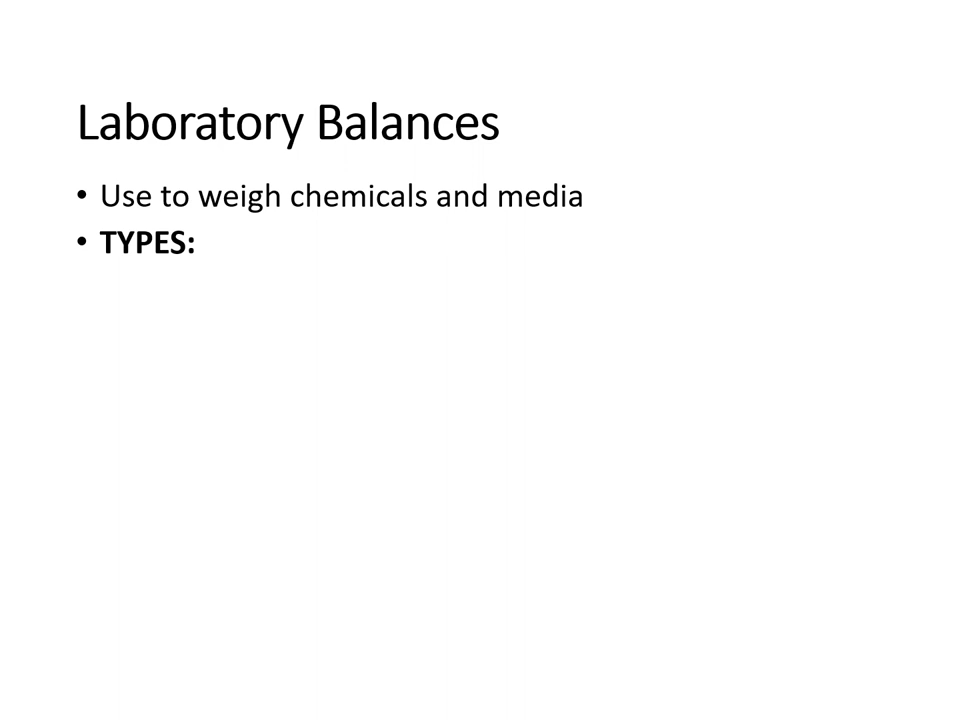 Laboratory Balances
• Use to weigh chemicals and media
• TYPES: